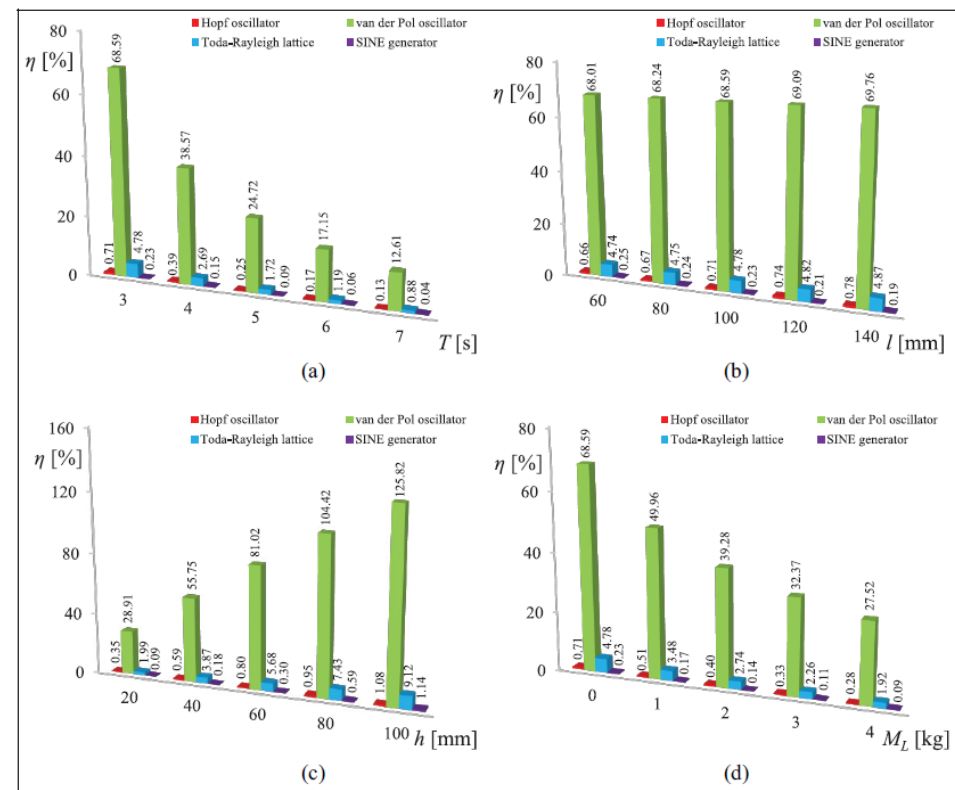 Hopf oscillator van der Pol oscillator
Toda-Rayleigh lattice SINE generator
η [%]
80
60
40
20
0
0.71 68.59 4.78 0.23
0.39 38.57 2.69 0.15
0.25 24.72 1.72 0.09
0.17 17.15 1.19 0.06
0.13 12.61 0.88 0.04
3 4 5 6 7 T [s]
(a)
Hopf oscillator van der Pol oscillator
Toda-Rayleigh lattice SINE generator
η [%]
80
60
40
20
0
0.66 68.01 4.74 0.25
0.67 68.24 4.75 0.24
0.71 68.59 4.78 0.23
0.74 69.09 4.82 0.21
0.78 69.76 4.87 0.19
60 80 100 120 140 l [mm]
(b)
Hopf oscillator van der Pol oscillator
Toda-Rayleigh lattice SINE generator
η [%]
160
120
80
40
0
0.35 28.91 1.99 0.09
0.59 55.75 3.87 0.18
0.80 81.02 5.68 0.30
0.95 104.42 7.43 0.59
1.08 125.82 9.12 1.14
20 40 60 80 100 h [mm]
(c)
Hopf oscillator van der Pol oscillator
Toda-Rayleigh lattice SINE generator
η [%]
80
60
40
20
0
0.71 68.59 4.78 0.23
0.51 49.96 3.48 0.17
0.40 39.28 2.74 0.14
0.33 32.37 2.26 0.11
0.28 27.52 1.92 0.09
0 1 2 3 4 M_L [kg]
(d)